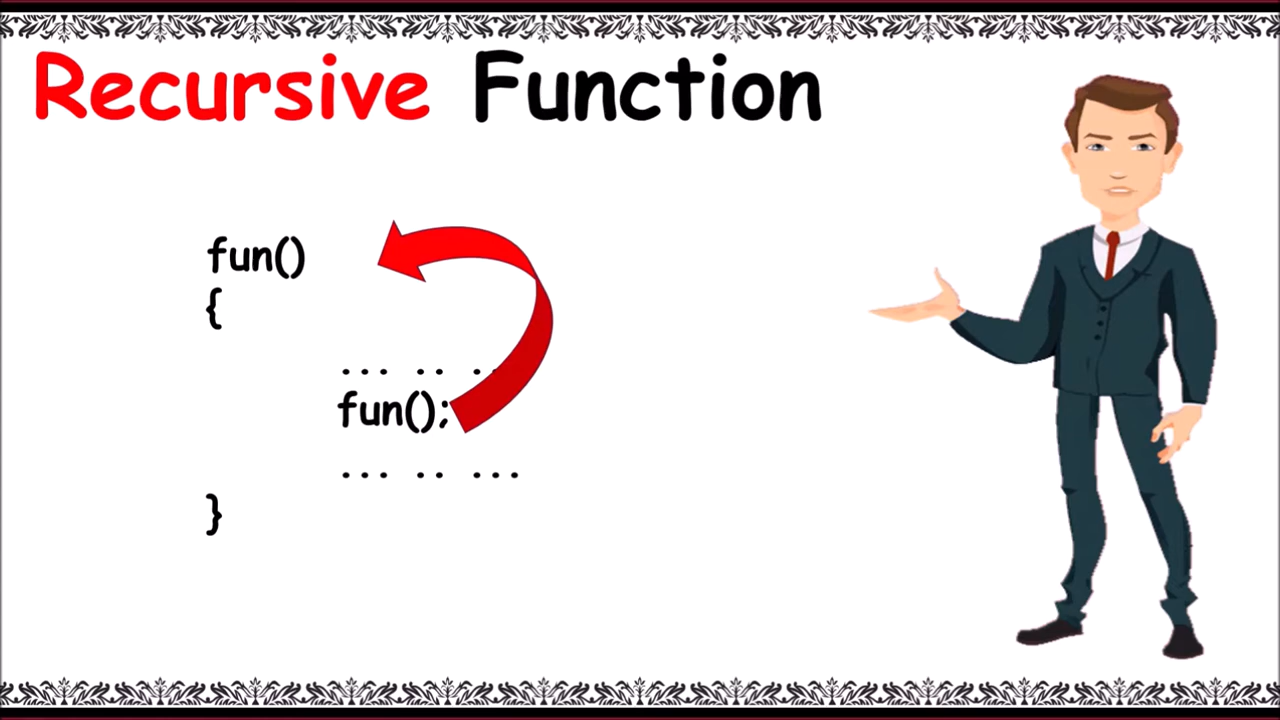 Recursive Function
fun()
{
... .. ..
fun();
... .. ...
}